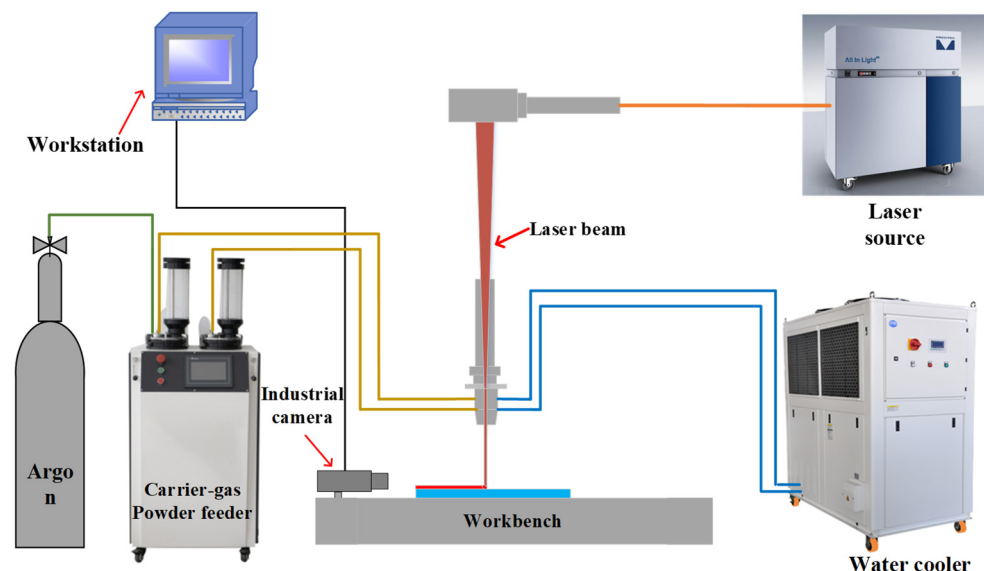 All In Light
Workstation
Laser
source
Laser beam
Industrial
camera
Argo
n
Carrier-gas
Powder feeder
Workbench
Water cooler